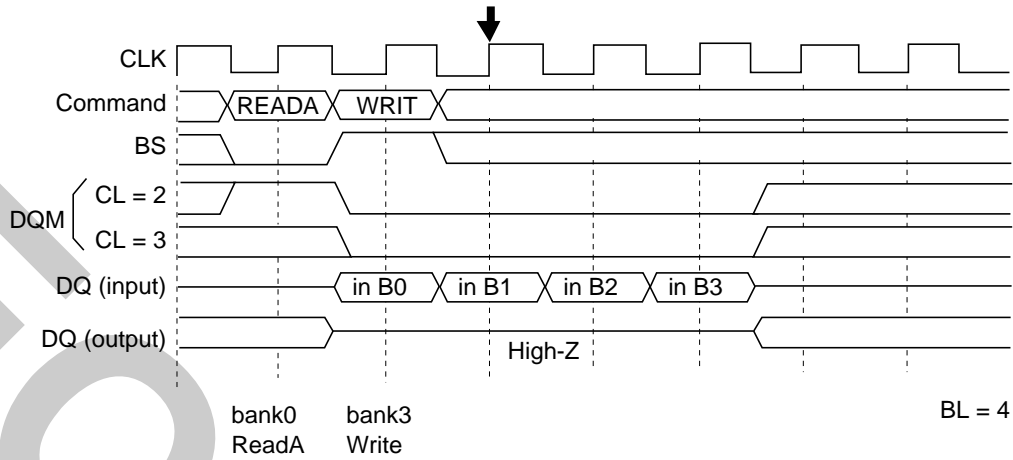 CLK
Command READA WRIT
BS
DQM CL = 2
CL = 3
DQ (input) in B0 in B1 in B2 in B3
DQ (output) High-Z
bank0 bank3 BL = 4
ReadA Write